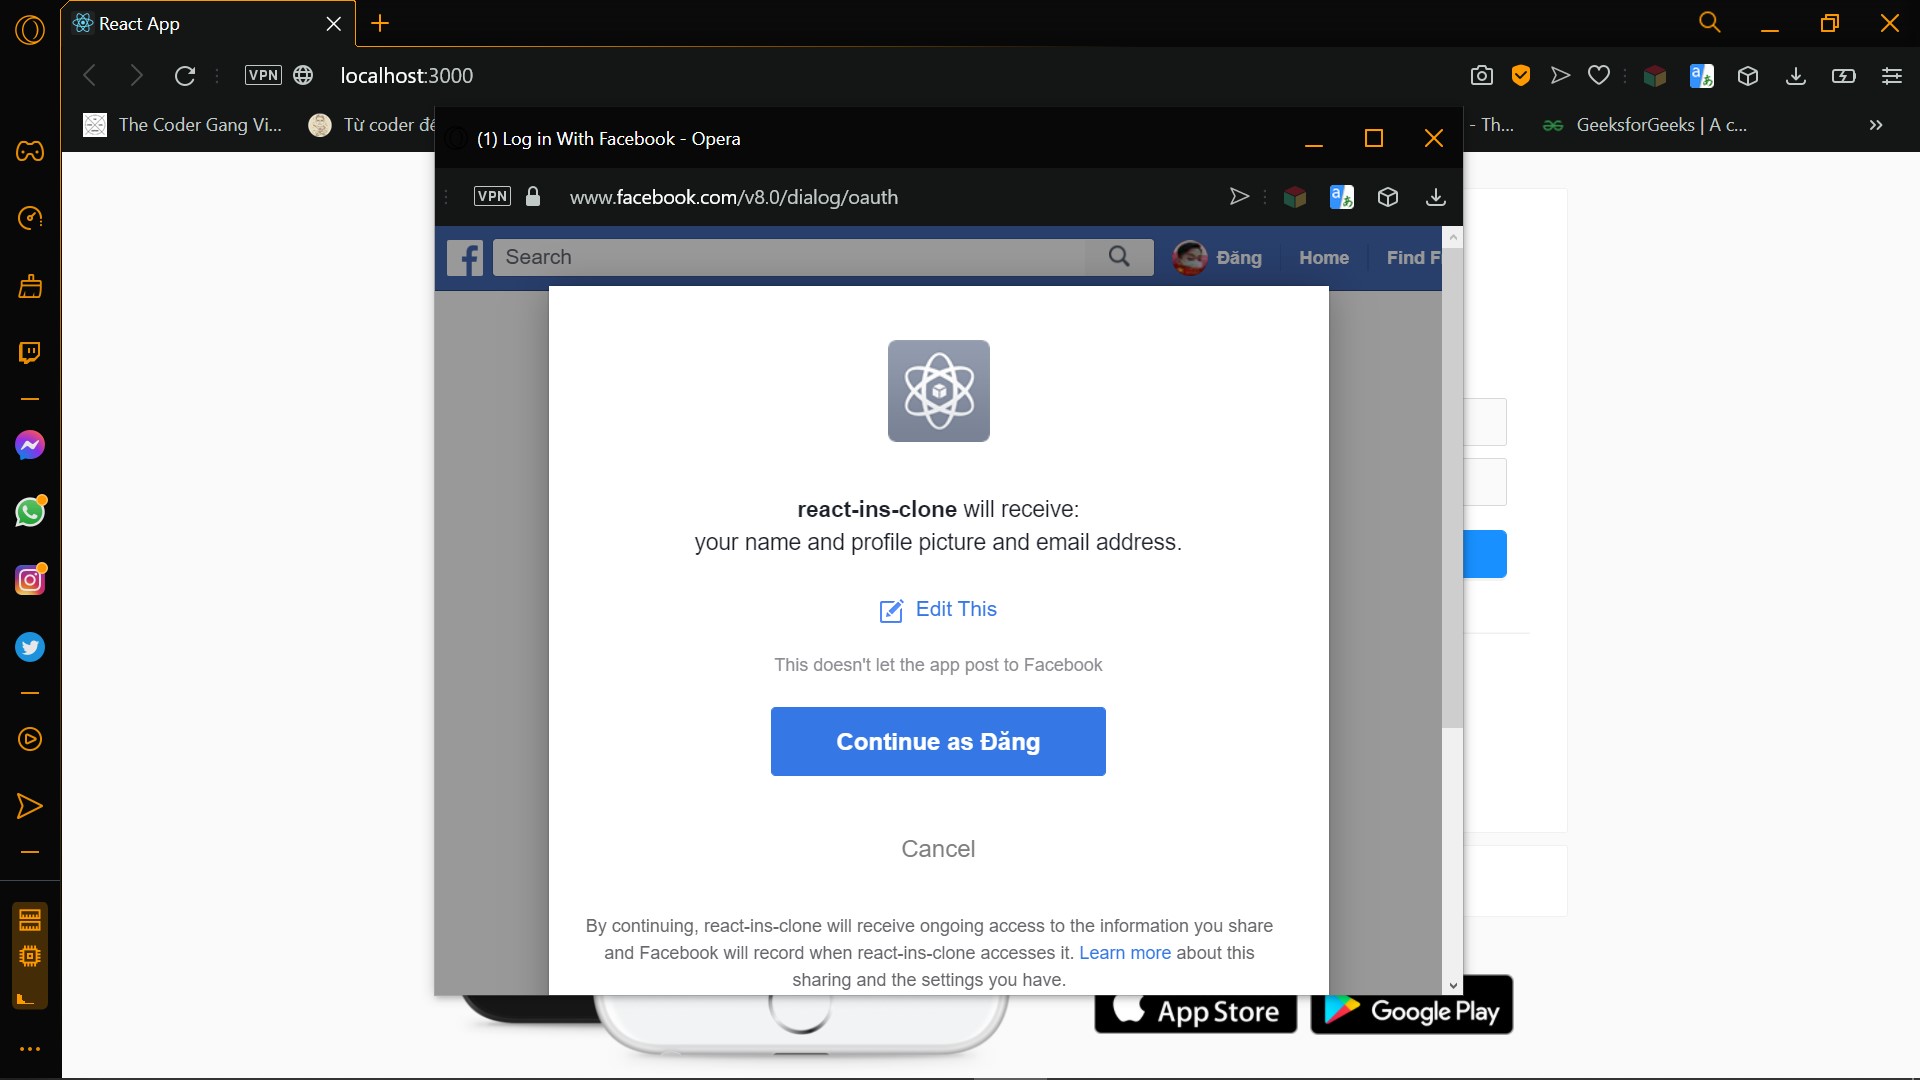 React App
VPN
localhost:3000
The Coder Gang Vi...
Từ coder
- Th...
GeeksforGeeks | A c...
(1) Log in With Facebook - Opera
VPN
www.facebook.com/v8.0/dialog/oauth
Search
Đăng
Home
Find F
react-ins-clone will receive:
your name and profile picture and email address.
Edit This
This doesn't let the app post to Facebook
Continue as Đăng
Cancel
By continuing, react-ins-clone will receive ongoing access to the information you share
and Facebook will record when react-ins-clone accesses it. Learn more about this
sharing and the settings you have.
App Store
Google Play